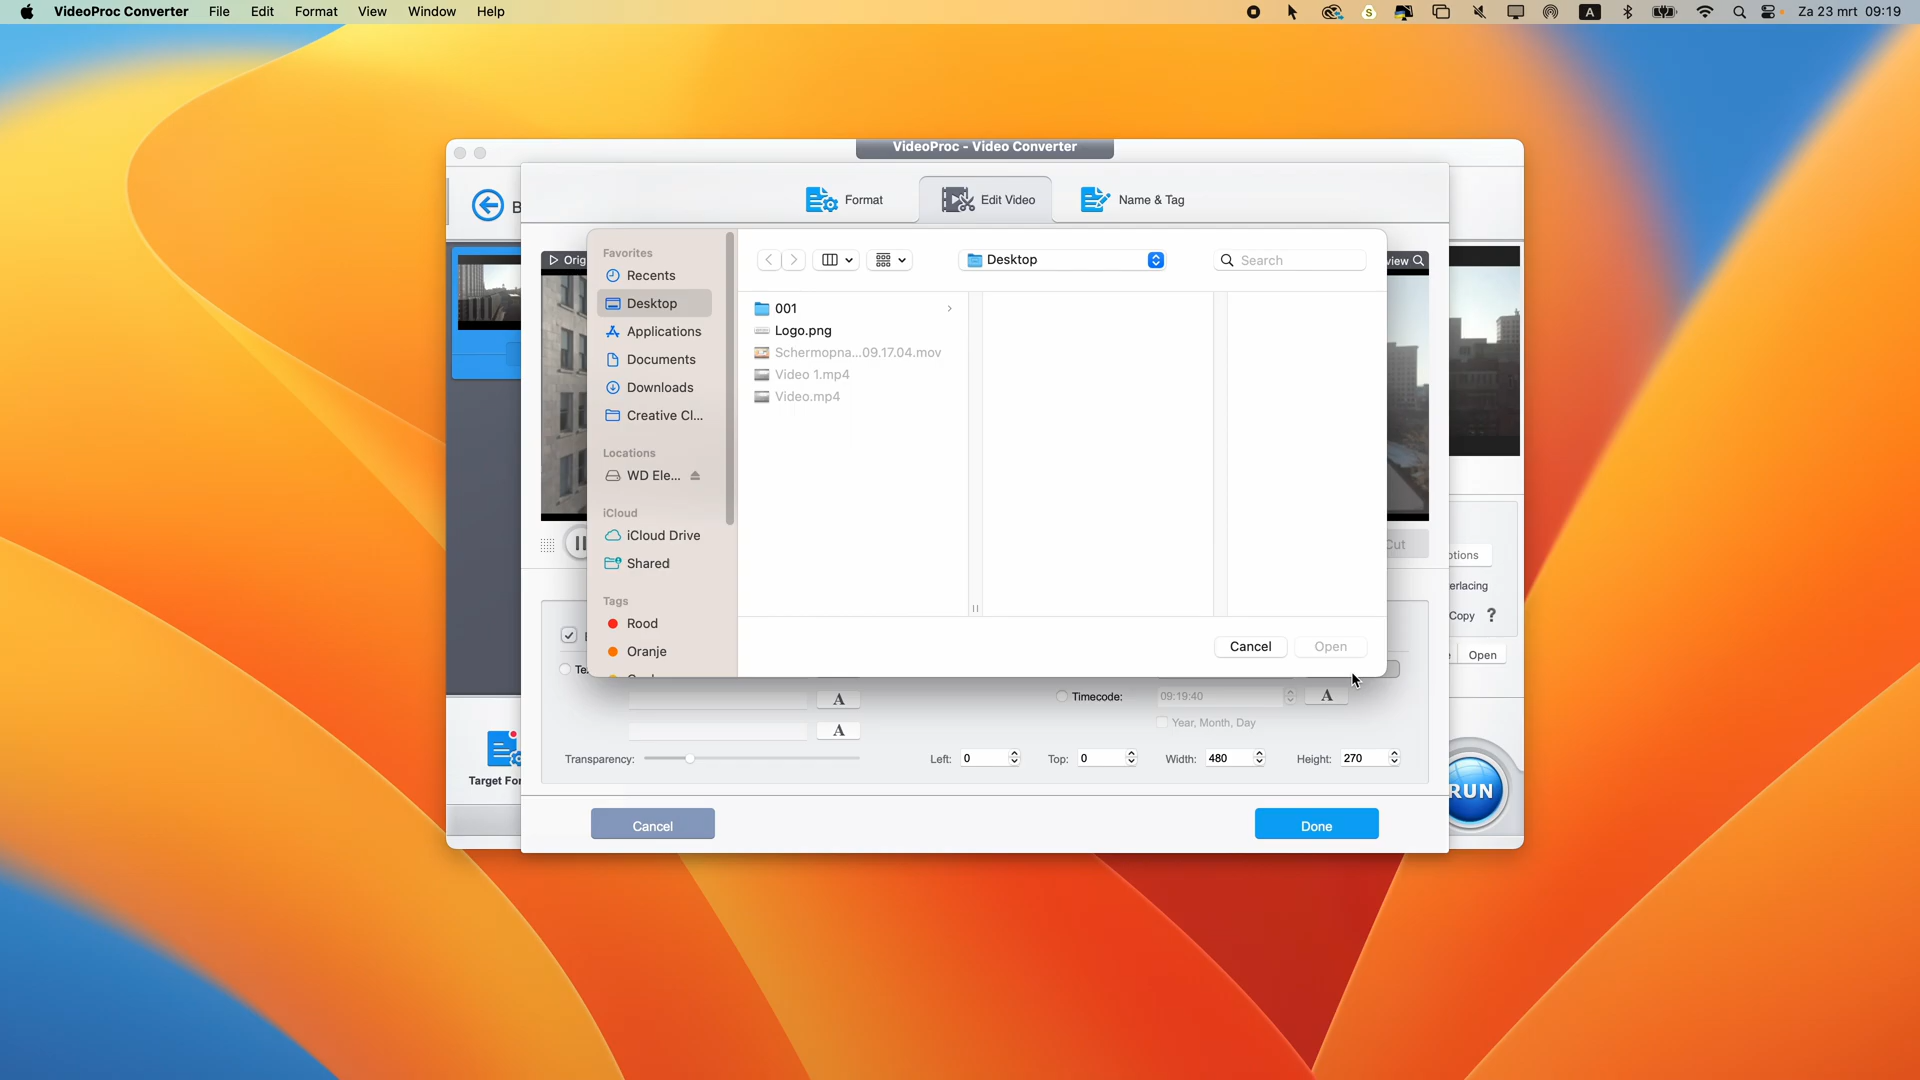 VideoProc Converter File Edit Format View Window Help A Za 23 mrt 09:19
VideoProc - Video Converter
Format Edit Video Name & Tag
Orig
view
Favorites
Recents
Desktop
Applications
Documents
Downloads
Creative Cl...
Locations
WD Ele...
iCloud
iCloud Drive
Shared
Tags
Rood
Oranje
Desktop
Search
001
Logo.png
Schermopna...09.17.04.mov
Video 1.mp4
Video.mp4
Cancel Open
Cut
ptions
erlacing
Copy ?
Open
Te
A Timecode: 09:19:40 A
A Year, Month, Day
Transparency: Left: 0 Top: 0 Width: 480 Height: 270
Target For
RUN
Cancel Done